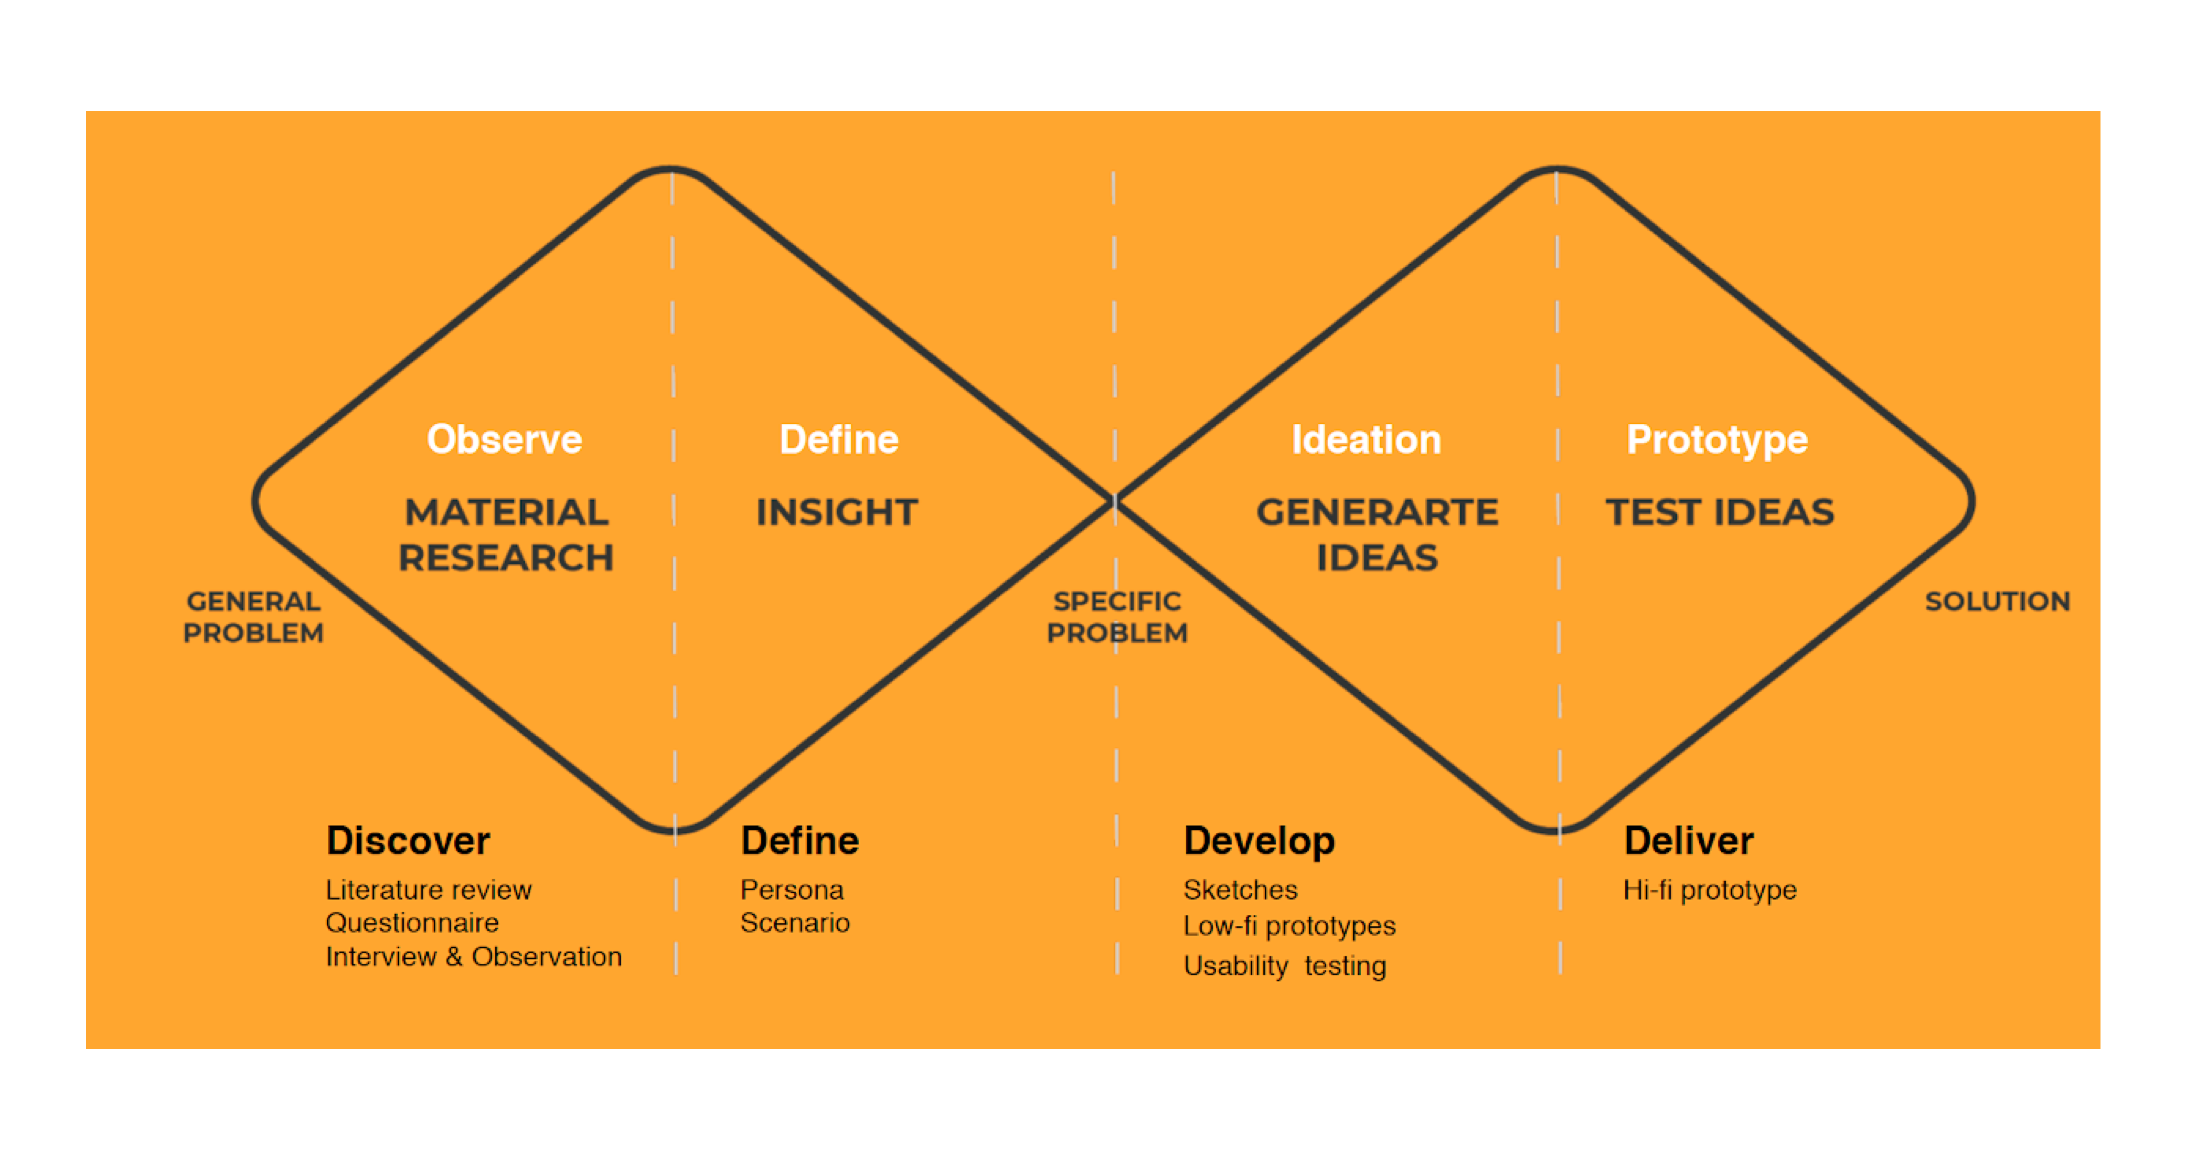 Observe
MATERIAL
RESEARCH
Define
INSIGHT
Ideation
GENERARTE
IDEAS
Prototype
TEST IDEAS
GENERAL
PROBLEM
SPECIFIC
PROBLEM
SOLUTION
Discover
Literature review
Questionnaire
Interview & Observation
Define
Persona
Scenario
Develop
Sketches
Low-fi prototypes
Usability testing
Deliver
Hi-fi prototype